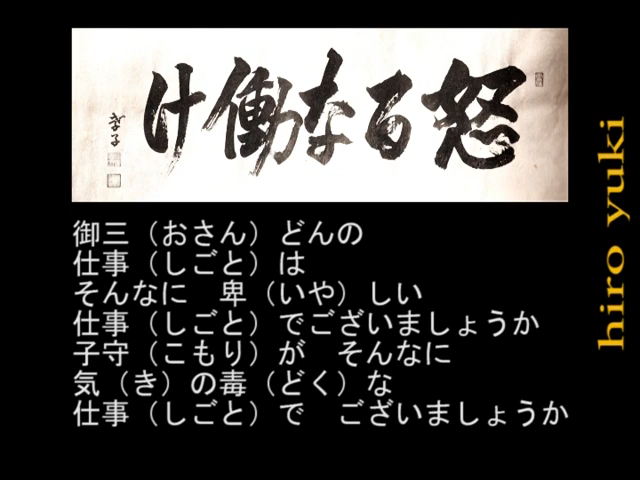 怒るな働け
孝子
御三（おさん）どんの
仕事（しごと）は
そんなに　卑（いや）しい
仕事（しごと）でございましょうか
子守（こもり）が　そんなに
気（き）の毒（どく）な
仕事（しごと）で　ございましょうか
hiro yuki